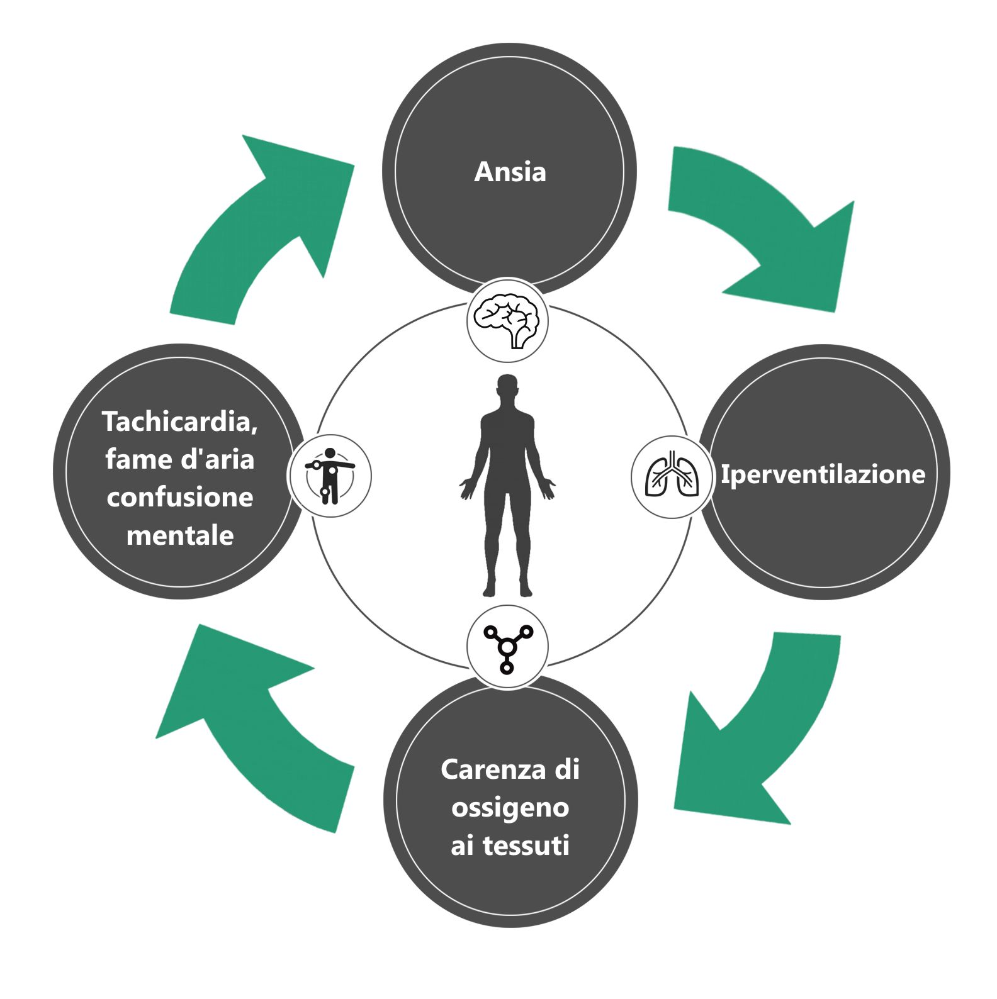 Ansia
Iperventilazione
Carenza di
ossigeno
ai tessuti
Tachicardia,
fame d'aria
confusione
mentale